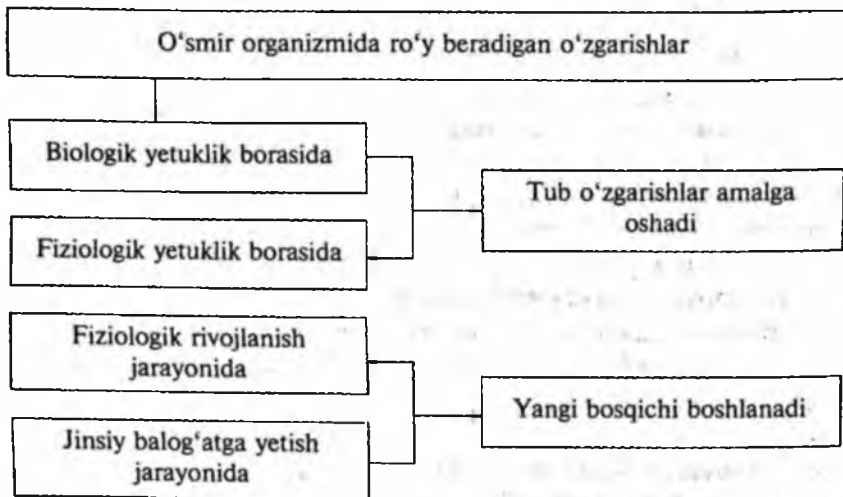 O‘smir organizmida ro‘y beradigan o‘zgarishlar
Biologik yetuklik borasida
Tub o‘zgarishlar amalga
oshadi
Fiziologik yetuklik borasida
Fiziologik rivojlanish
jarayonida
Yangi bosqichi boshlanadi
Jinsiy balog‘atga yetish
jarayonida